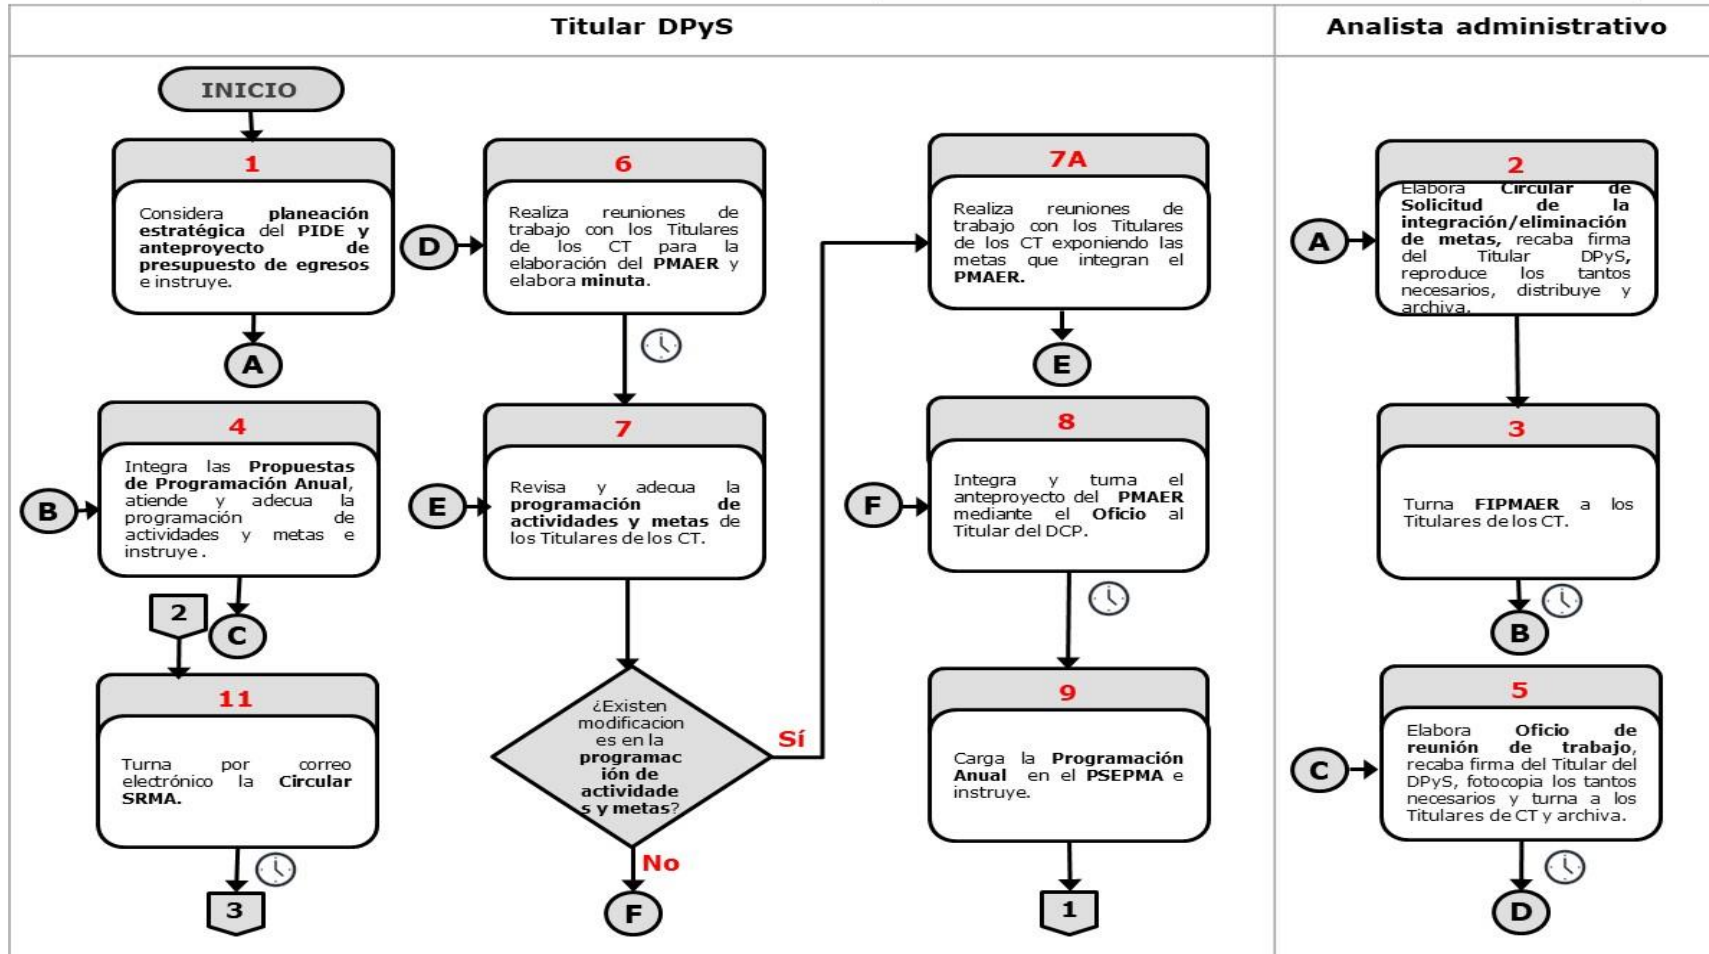 Titular DPyS
Analista administrativo
INICIO
1
Considera planeación
estratégica del PIDE y
anteproyecto de
presupuesto de egresos
e instruye.
A
4
B
Integra las Propuestas
de Programación Anual,
atiende y adecua la
programación de
actividades y metas e
instruye .
C
2
11
Turna por correo
electrónico la Circular
SRMA.
3
6
D
Realiza reuniones de
trabajo con los Titulares
de los CT para la
elaboración del PMAER y
elabora minuta.
7
E
Revisa y adecua la
programación de
actividades y metas de
los Titulares de los CT.
¿Existen
modificacion
es en la
programac
ión de
actividade
s y metas?
Sí
No
F
7A
Realiza reuniones de
trabajo con los Titulares
de los CT exponiendo las
metas que integran el
PMAER.
E
8
F
Integra y turna el
anteproyecto del PMAER
mediante el Oficio al
Titular del DCP.
9
Carga la Programación
Anual en el PSEPMA e
instruye.
1
2
A
Elabora Circular de
Solicitud de la
integración/eliminación
de metas, recaba firma
del Titular DPyS,
reproduce los tantos
necesarios, distribuye y
archiva.
3
Turna FIPMAER a los
Titulares de los CT.
B
5
C
Elabora Oficio de
reunión de trabajo,
recaba firma del Titular del
DPyS, fotocopia los tantos
necesarios y turna a los
Titulares de CT y archiva.
D